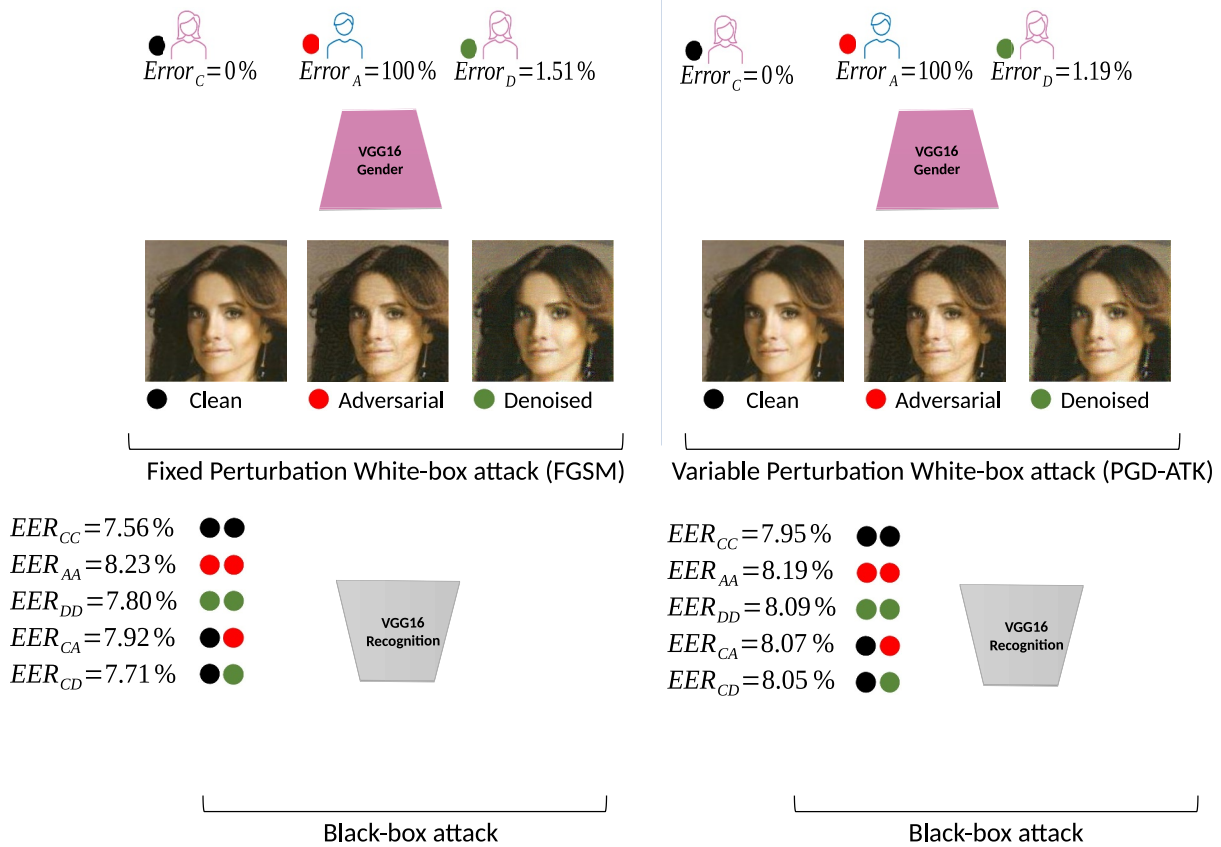 Error_C=0%
Error_A=100%
Error_D=1.51%
VGG16
Gender
Clean
Adversarial
Denoised
Fixed Perturbation White-box attack (FGSM)
EER_CC=7.56%
EER_AA=8.23%
EER_DD=7.80%
EER_CA=7.92%
EER_CD=7.71%
VGG16
Recognition
Black-box attack
Error_C=0%
Error_A=100%
Error_D=1.19%
VGG16
Gender
Clean
Adversarial
Denoised
Variable Perturbation White-box attack (PGD-ATK)
EER_CC=7.95%
EER_AA=8.19%
EER_DD=8.09%
EER_CA=8.07%
EER_CD=8.05%
VGG16
Recognition
Black-box attack